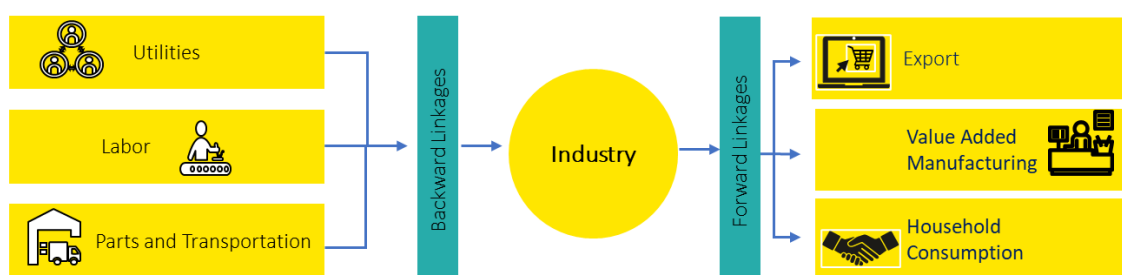 Utilities
Labor
Parts and Transportation
Backward Linkages
Industry
Forward Linkages
Export
Value Added
Manufacturing
Household
Consumption